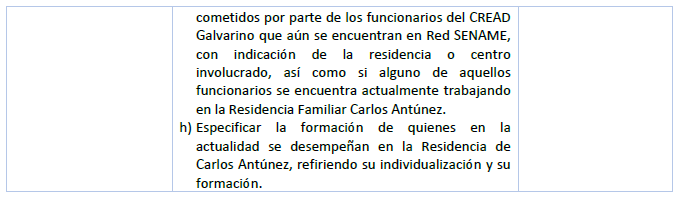 cometidos por parte de los funcionarios del CREAD
Galvarino que aún se encuentran en Red SENAME,
con indicación de la residencia o centro
involucrado, así como si alguno de aquellos
funcionarios se encuentra actualmente trabajando
en la Residencia Familiar Carlos Antúnez.
h) Especificar la formación de quienes en la
actualidad se desempeñan en la Residencia de
Carlos Antúnez, refiriendo su individualización y su
formación.